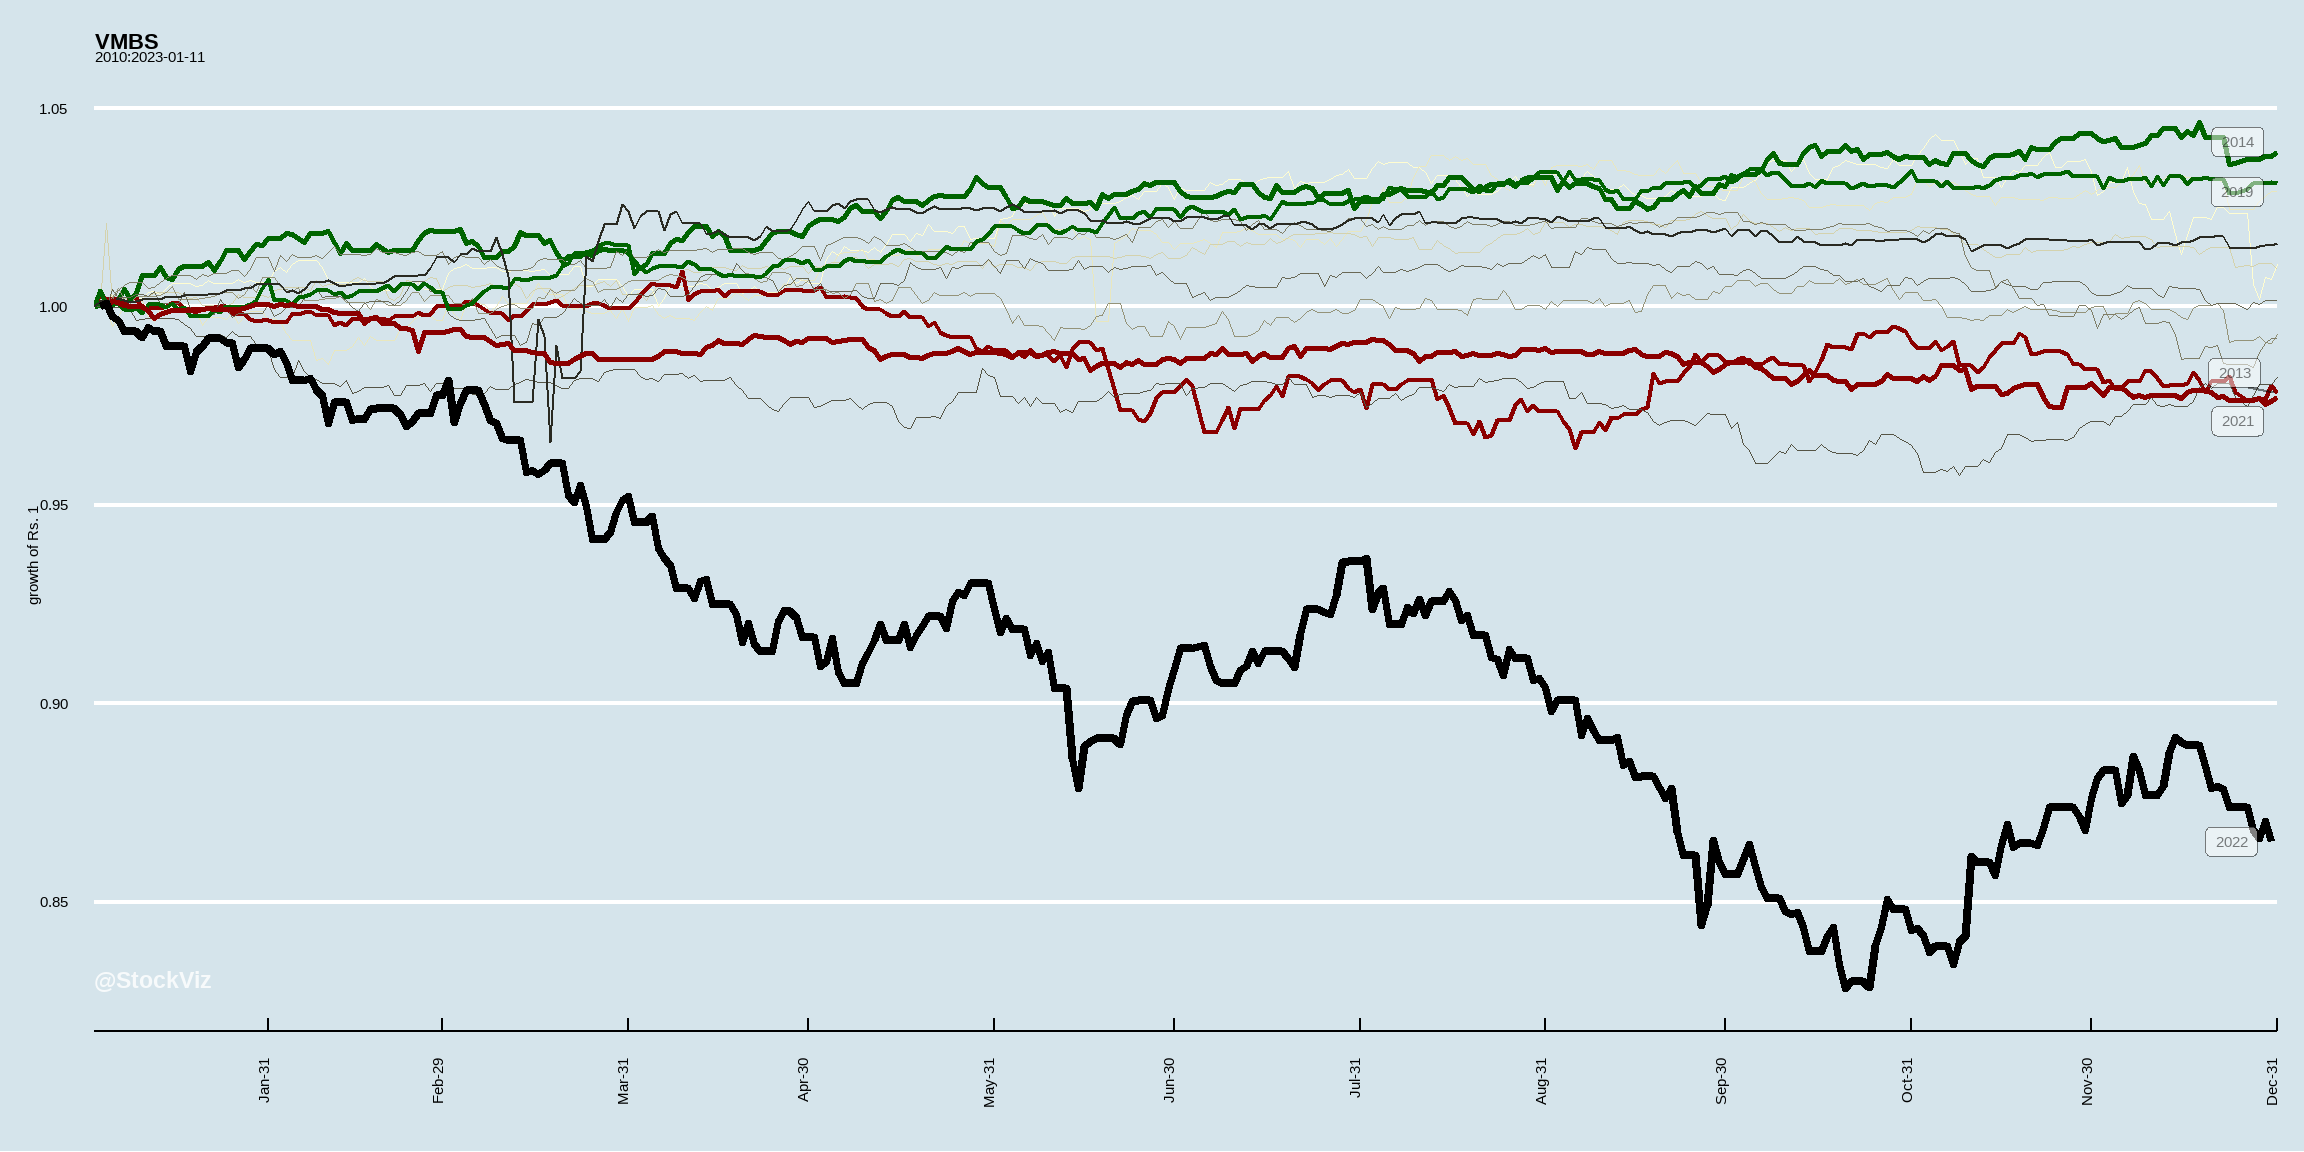 VMBS
2010:2023-01-11
1.05
1.00
0.95
0.90
0.85
growth of Rs. 1
2014
2019
2013
2021
2022
@StockViz
Jan-31
Feb-29
Mar-31
Apr-30
May-31
Jun-30
Jul-31
Aug-31
Sep-30
Oct-31
Nov-30
Dec-31